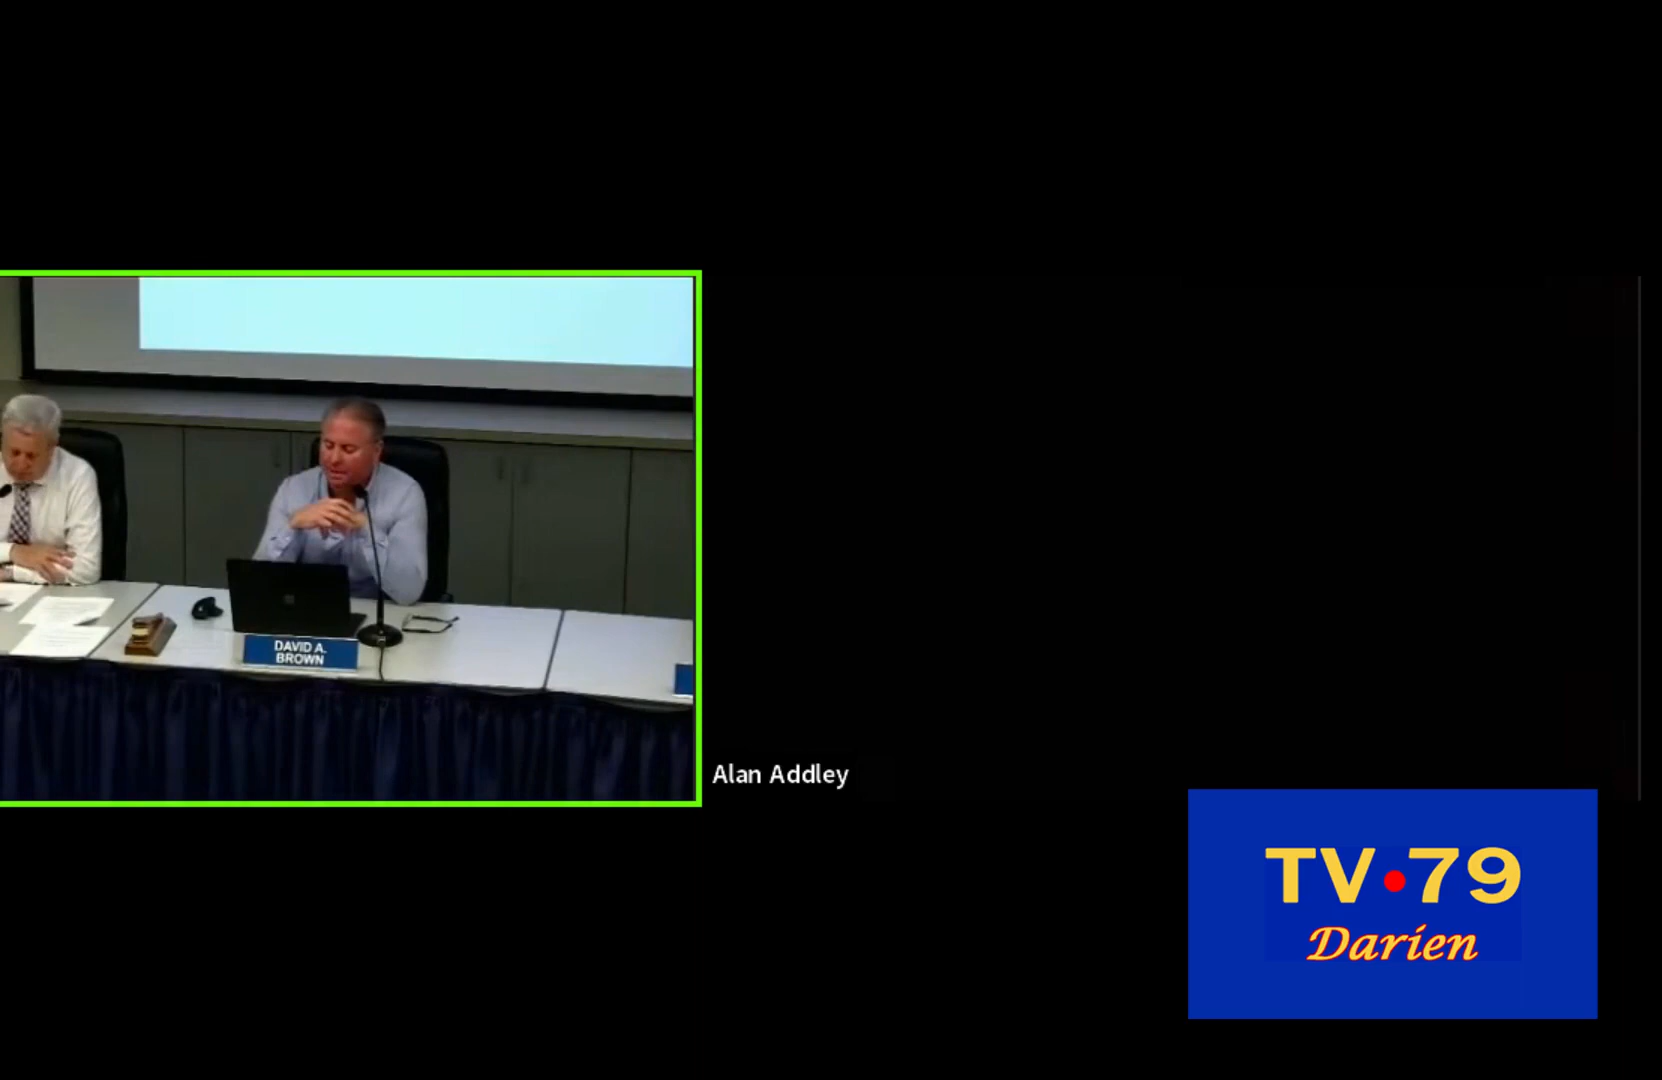 DAVID A.
BROWN
Alan Addley
TV•79
Darien